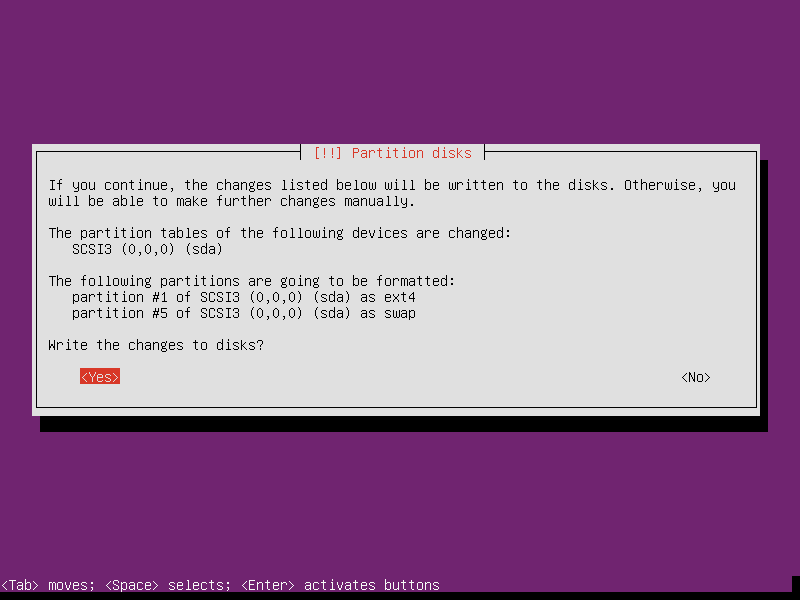 [!!] Partition disks
If you continue, the changes listed below will be written to the disks. Otherwise, you
will be able to make further changes manually.
The partition tables of the following devices are changed:
SCSI3 (0,0,0) (sda)
The following partitions are going to be formatted:
partition #1 of SCSI3 (0,0,0) (sda) as ext4
partition #5 of SCSI3 (0,0,0) (sda) as swap
Write the changes to disks?
<Yes> <No>
<Tab> moves; <Space> selects; <Enter> activates buttons